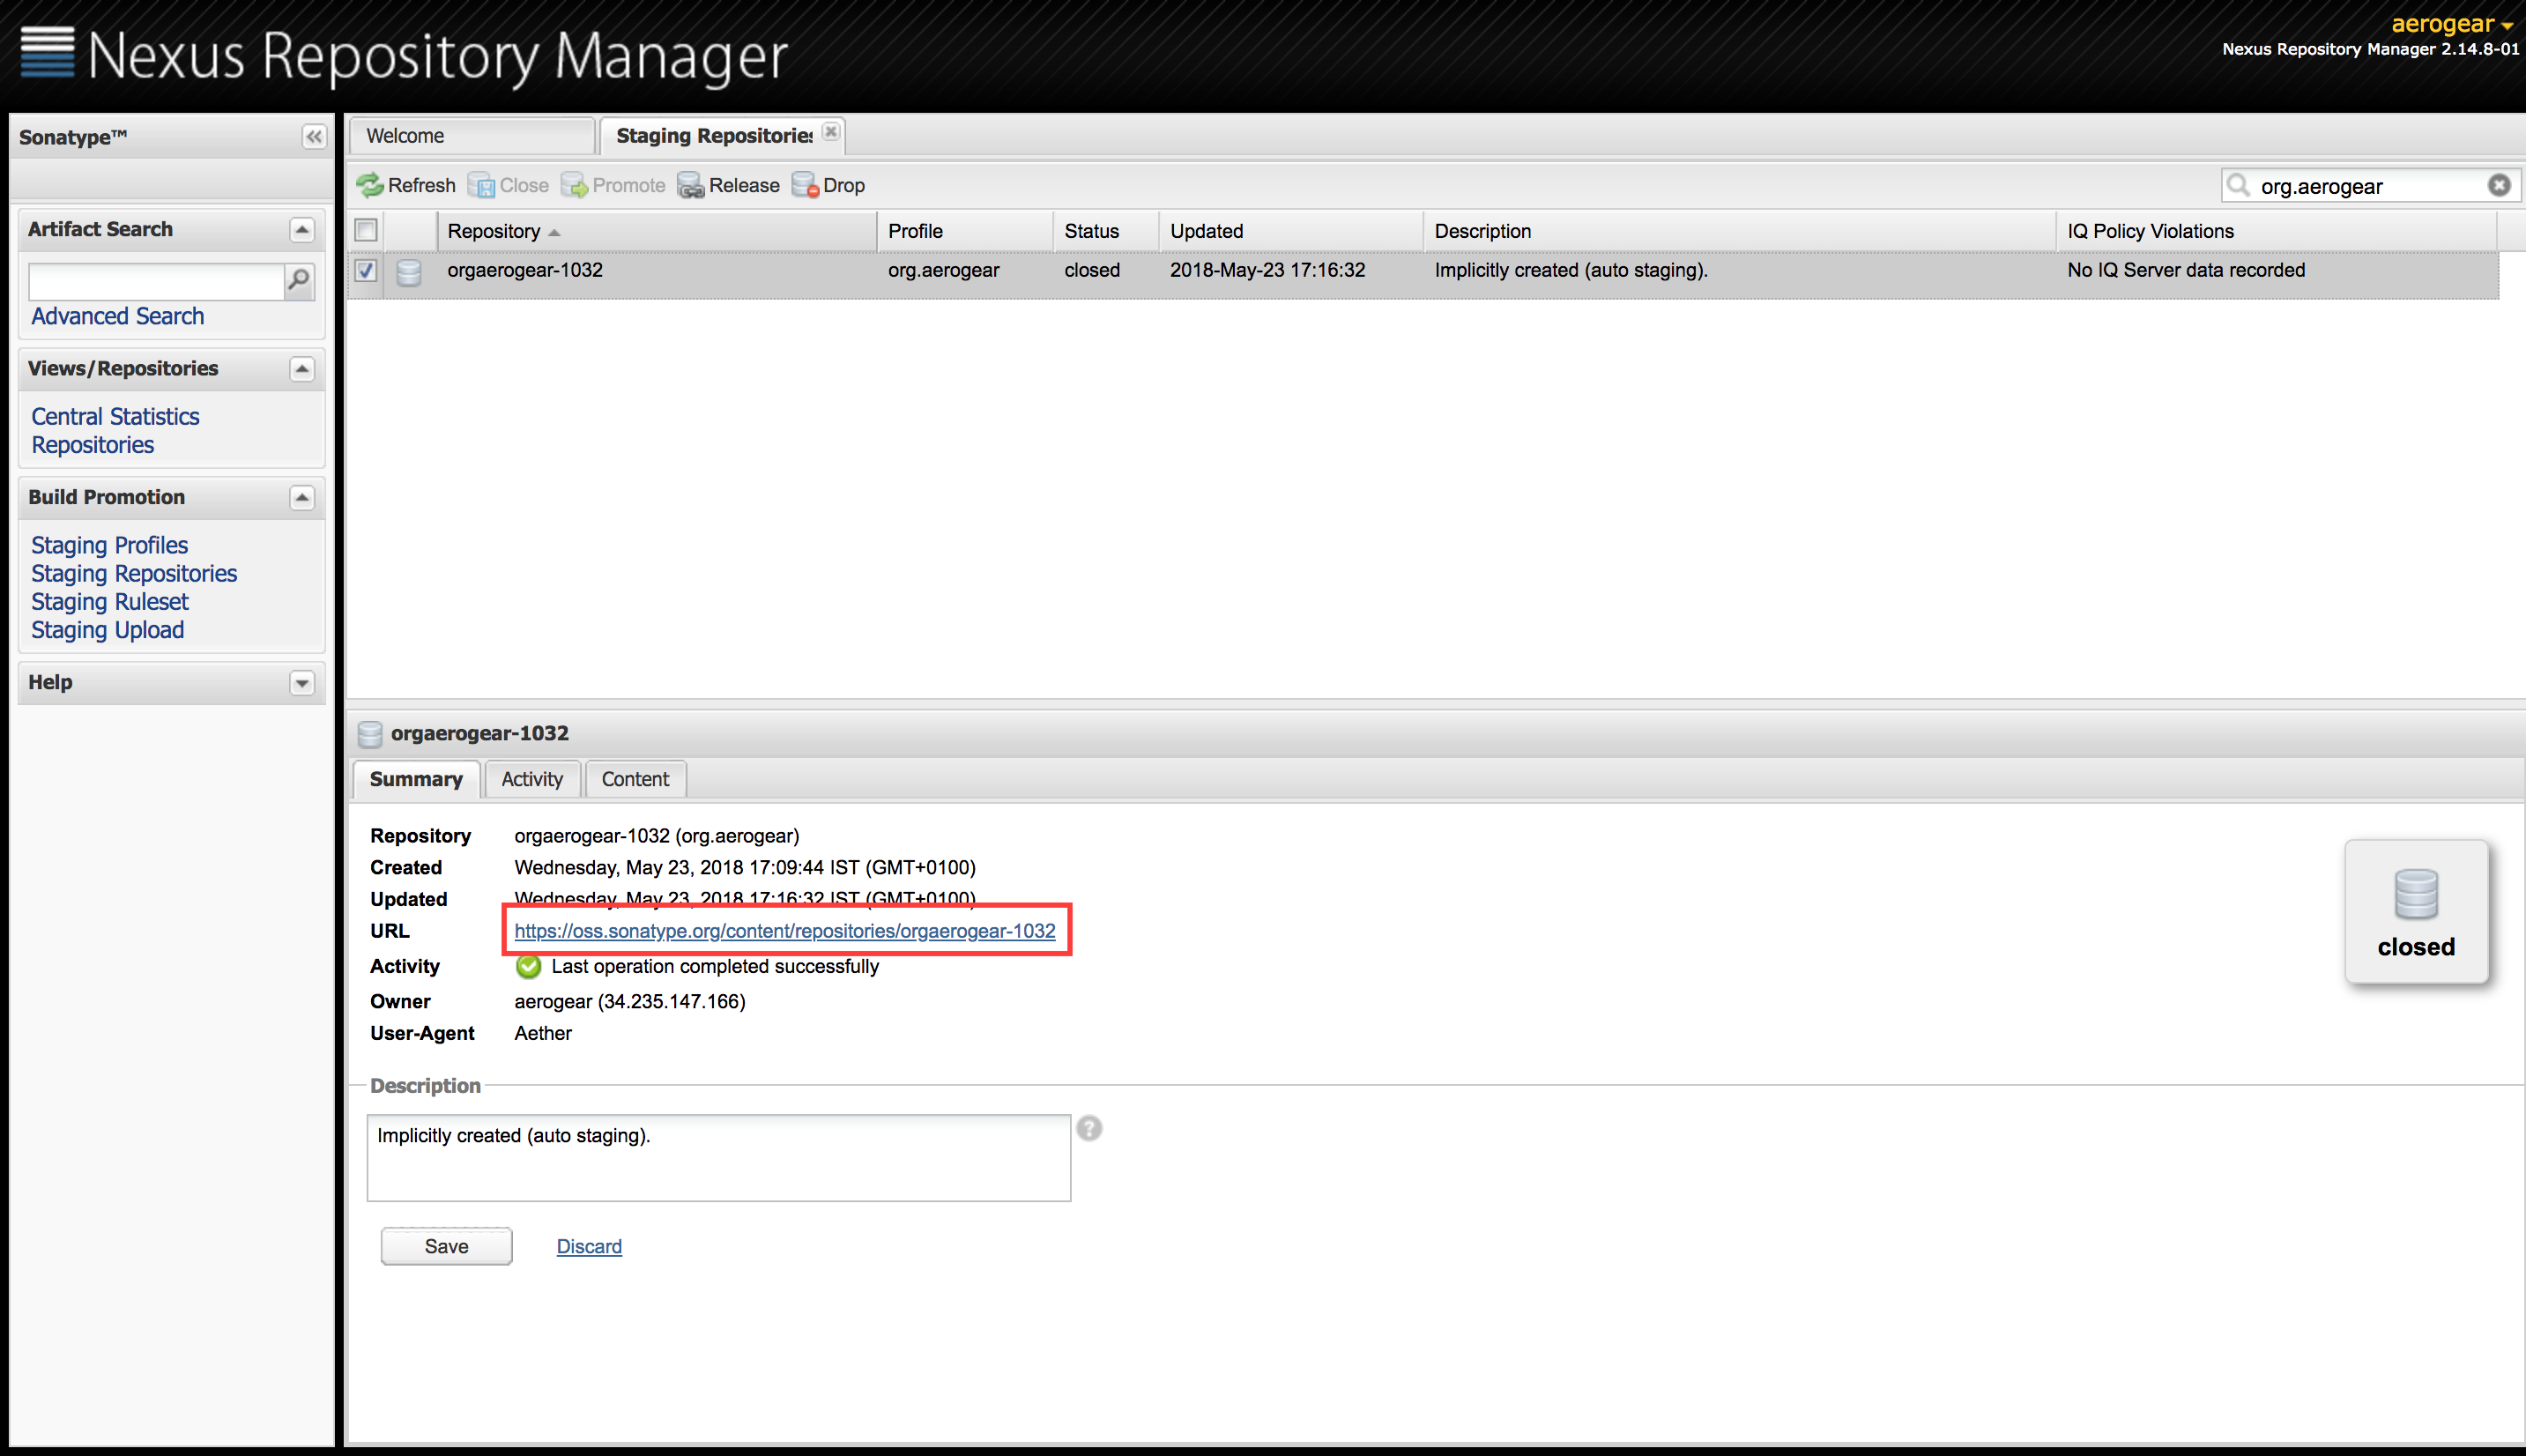 Nexus Repository Manager
aerogear
Nexus Repository Manager 2.14.8-01
Sonatype™
Artifact Search
Advanced Search
Views/Repositories
Central Statistics
Repositories
Build Promotion
Staging Profiles
Staging Repositories
Staging Ruleset
Staging Upload
Help
Welcome Staging Repositories
Refresh Close Promote Release Drop org.aerogear
Repository Profile Status Updated Description IQ Policy Violations
orgaerogear-1032 org.aerogear closed 2018-May-23 17:16:32 Implicitly created (auto staging). No IQ Server data recorded
orgaerogear-1032
Summary Activity Content
Repository orgaerogear-1032 (org.aerogear)
Created Wednesday, May 23, 2018 17:09:44 IST (GMT+0100)
Updated Wednesday, May 23, 2018 17:16:32 IST (GMT+0100)
URL https://oss.sonatype.org/content/repositories/orgaerogear-1032
Activity Last operation completed successfully
Owner aerogear (34.235.147.166)
User-Agent Aether
closed
Description
Implicitly created (auto staging).
?
Save Discard